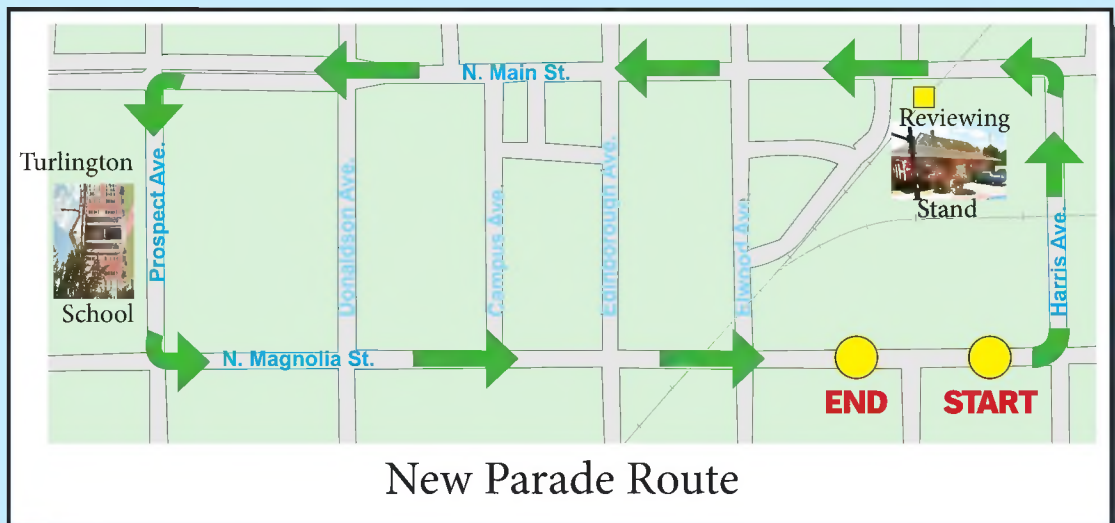 N. Main St.
Reviewing
Stand
Turlington
School
Prospect Ave.
Donaldson Ave.
Campus Ave.
Edinborough Ave.
Elwood Ave.
Harris Ave.
N. Magnolia St.
END
START
New Parade Route